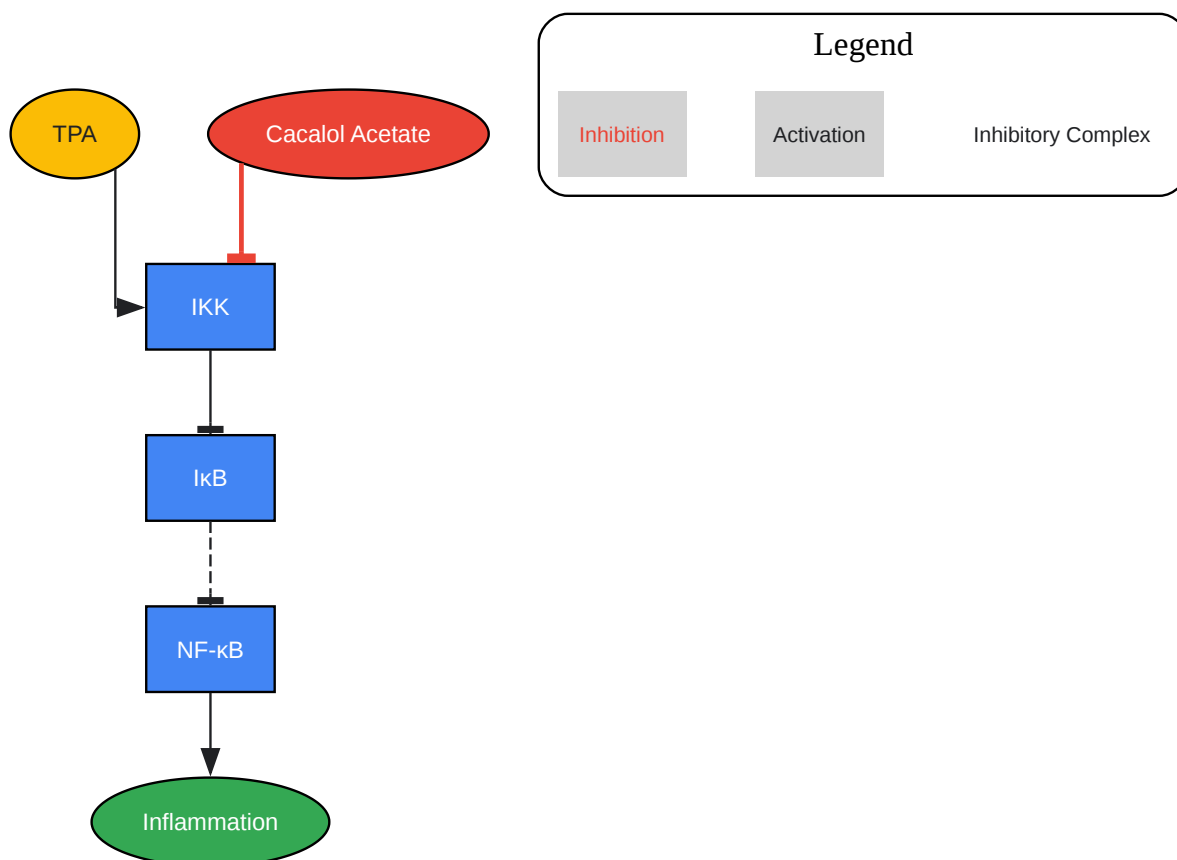 Legend
TPA
Cacalol Acetate
Inhibition
Activation
Inhibitory Complex
IKK
IκB
NF-κB
Inflammation